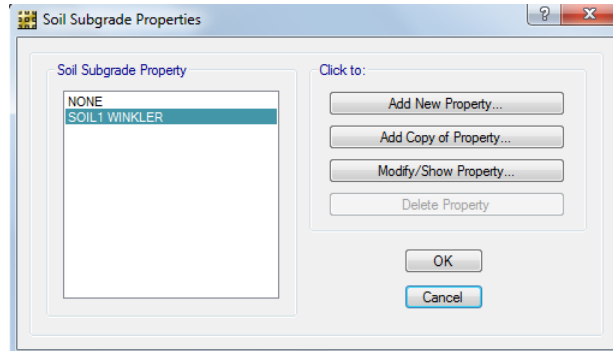 Soil Subgrade Properties
?
X
Soil Subgrade Property
NONE
SOIL1 WINKLER
Click to:
Add New Property...
Add Copy of Property...
Modify/Show Property...
Delete Property
OK
Cancel